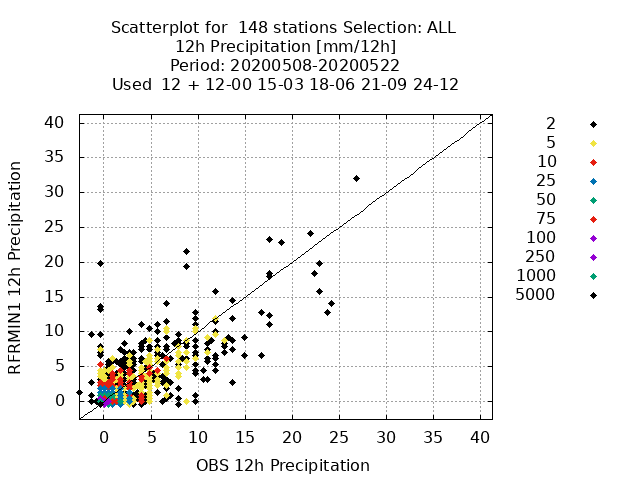 Scatterplot for  148 stations Selection: ALL
12h Precipitation [mm/12h]
Period: 20200508-20200522
Used  12 + 12-00 15-03 18-06 21-09 24-12
RFRMIN1 12h Precipitation
40
35
30
25
20
15
10
5
0
0 5 10 15 20 25 30 35 40
OBS 12h Precipitation
2
5
10
25
50
75
100
250
1000
5000